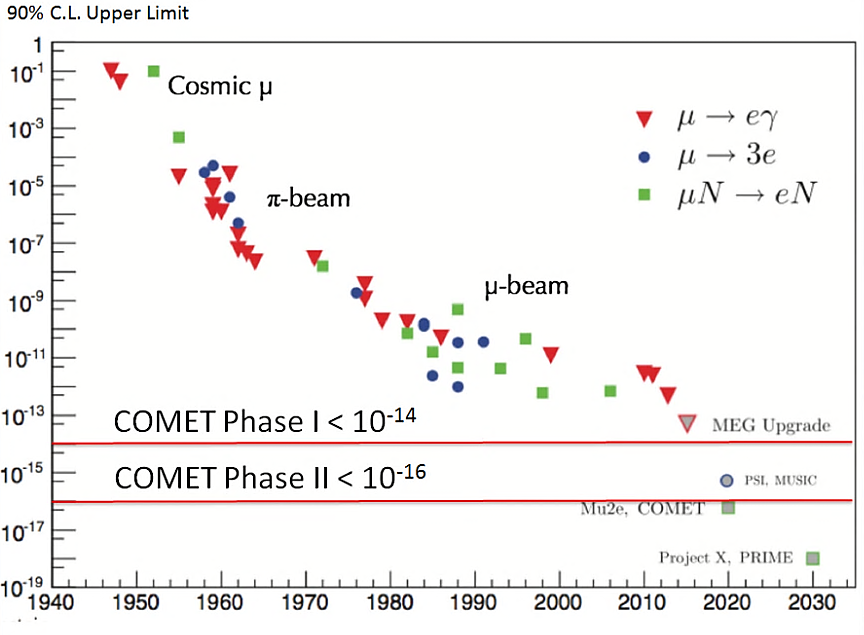 90% C.L. Upper Limit
1
10⁻¹
10⁻³
10⁻⁵
10⁻⁷
10⁻⁹
10⁻¹¹
10⁻¹³
10⁻¹⁵
10⁻¹⁷
10⁻¹⁹
Cosmic μ
π-beam
μ-beam
μ → eγ
μ → 3e
μN → eN
COMET Phase I < 10⁻¹⁴
MEG Upgrade
COMET Phase II < 10⁻¹⁶
PSI, MUSIC
Mu2e, COMET
Project X, PRIME
1940 1950 1960 1970 1980 1990 2000 2010 2020 2030